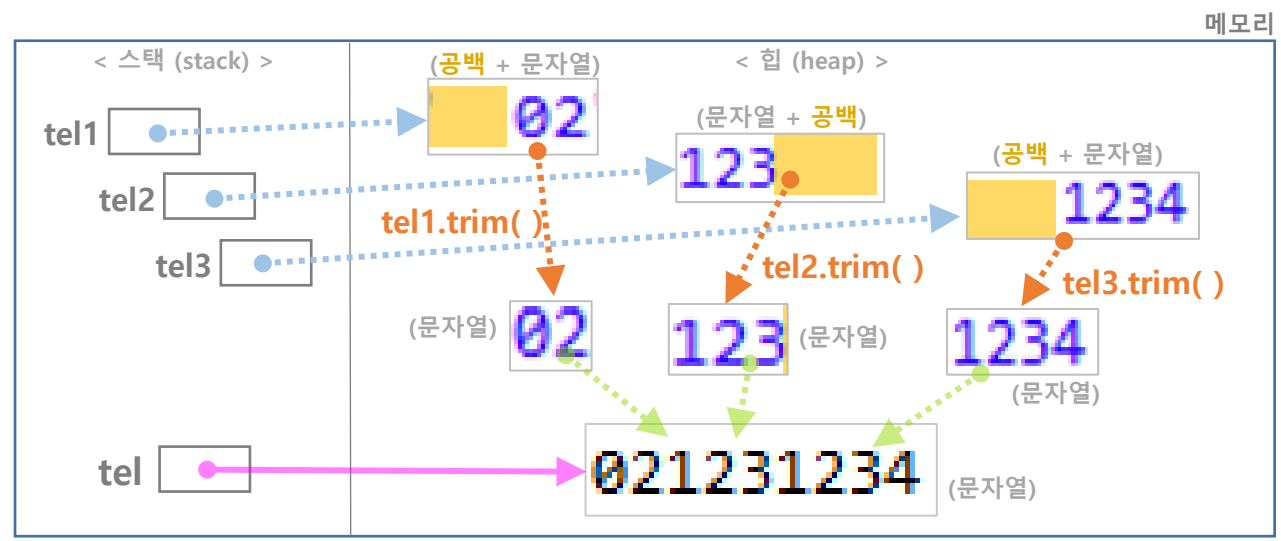 메모리
< 스택 (stack) >
< 힙 (heap) >
(공백 + 문자열)
02
tel1
(문자열 + 공백)
123
tel2
(공백 + 문자열)
1234
tel1.trim( )
tel3
tel2.trim( )
tel3.trim( )
(문자열)
02
123
(문자열)
1234
(문자열)
tel
021231234
(문자열)